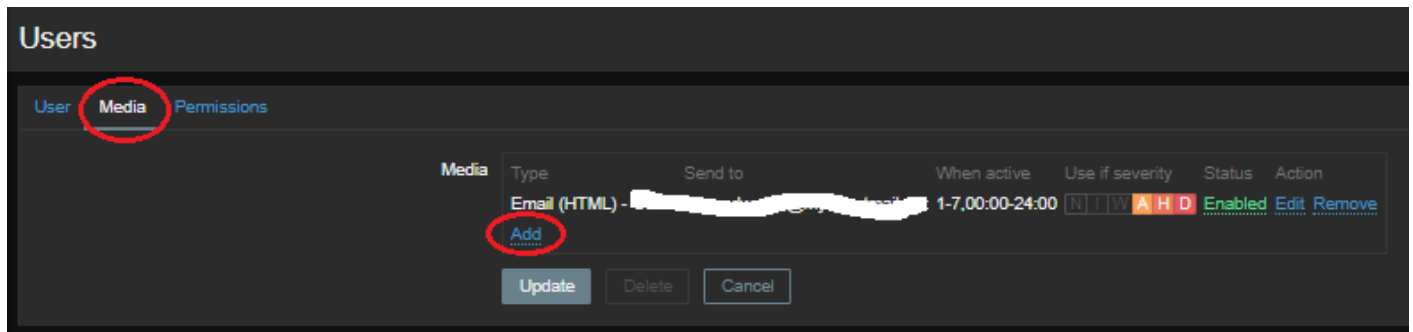 Users
User Media Permissions
Media Type Send to When active Use if severity Status Action
Email (HTML) - 1-7,00:00-24:00 N I W A H D Enabled Edit Remove
Add
Update Delete Cancel